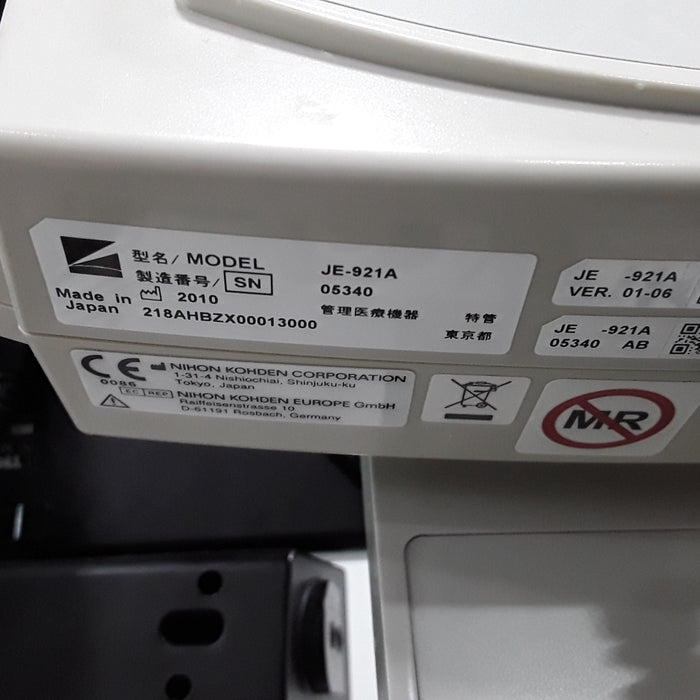 型名/ MODEL JE-921A
製造番号/ SN 05340
Made in Japan
2010
管理医療機器 特管
218AHBZX00013000
東京都
JE -921A
VER. 01-06
JE -921A
05340 AB
CE
0086
NIHON KOHDEN CORPORATION
1-31-4 Nishiochiai, Shinjuku-ku
Tokyo, Japan
EC REP NIHON KOHDEN EUROPE GmbH
Raiffeisenstrasse 10
D-61191 Rosbach, Germany
MR